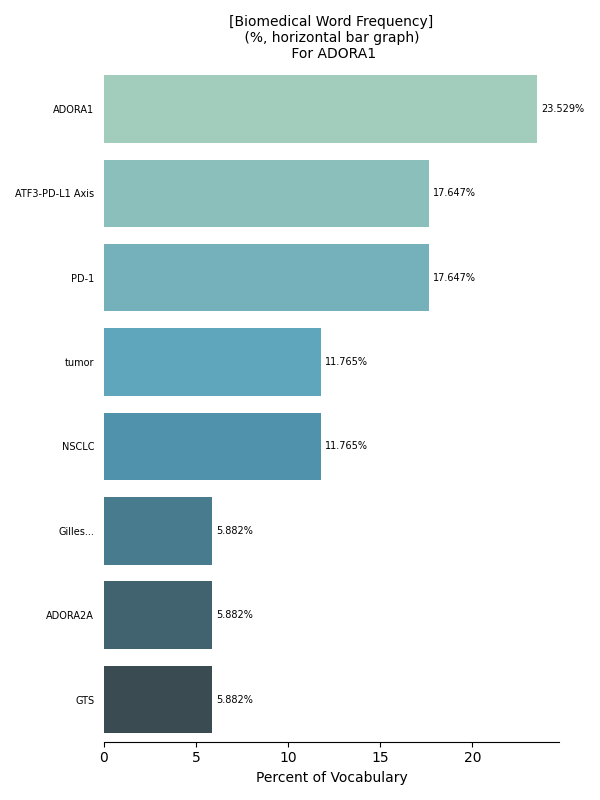 [Biomedical Word Frequency]
(%, horizontal bar graph)
For ADORA1
ADORA1 23.529%
ATF3-PD-L1 Axis 17.647%
PD-1 17.647%
tumor 11.765%
NSCLC 11.765%
Gilles... 5.882%
ADORA2A 5.882%
GTS 5.882%
0 5 10 15 20
Percent of Vocabulary